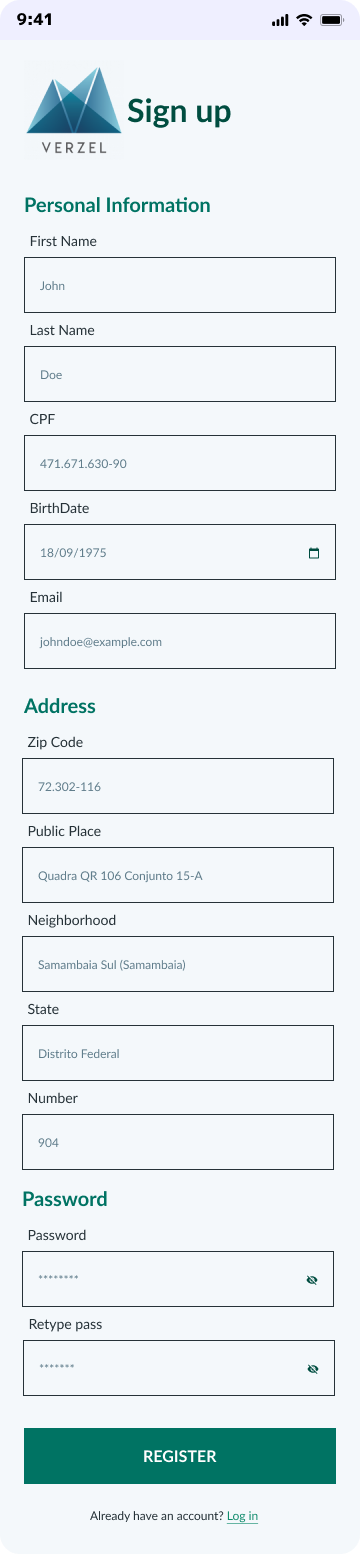 9:41
VERZEL
Sign up
Personal Information
First Name
John
Last Name
Doe
CPF
471.671.630-90
BirthDate
18/09/1975
Email
johndoe@example.com
Address
Zip Code
72.302-116
Public Place
Quadra QR 106 Conjunto 15-A
Neighborhood
Samambaia Sul (Samambaia)
State
Distrito Federal
Number
904
Password
Password
********
Retype pass
*******
REGISTER
Already have an account? Log in